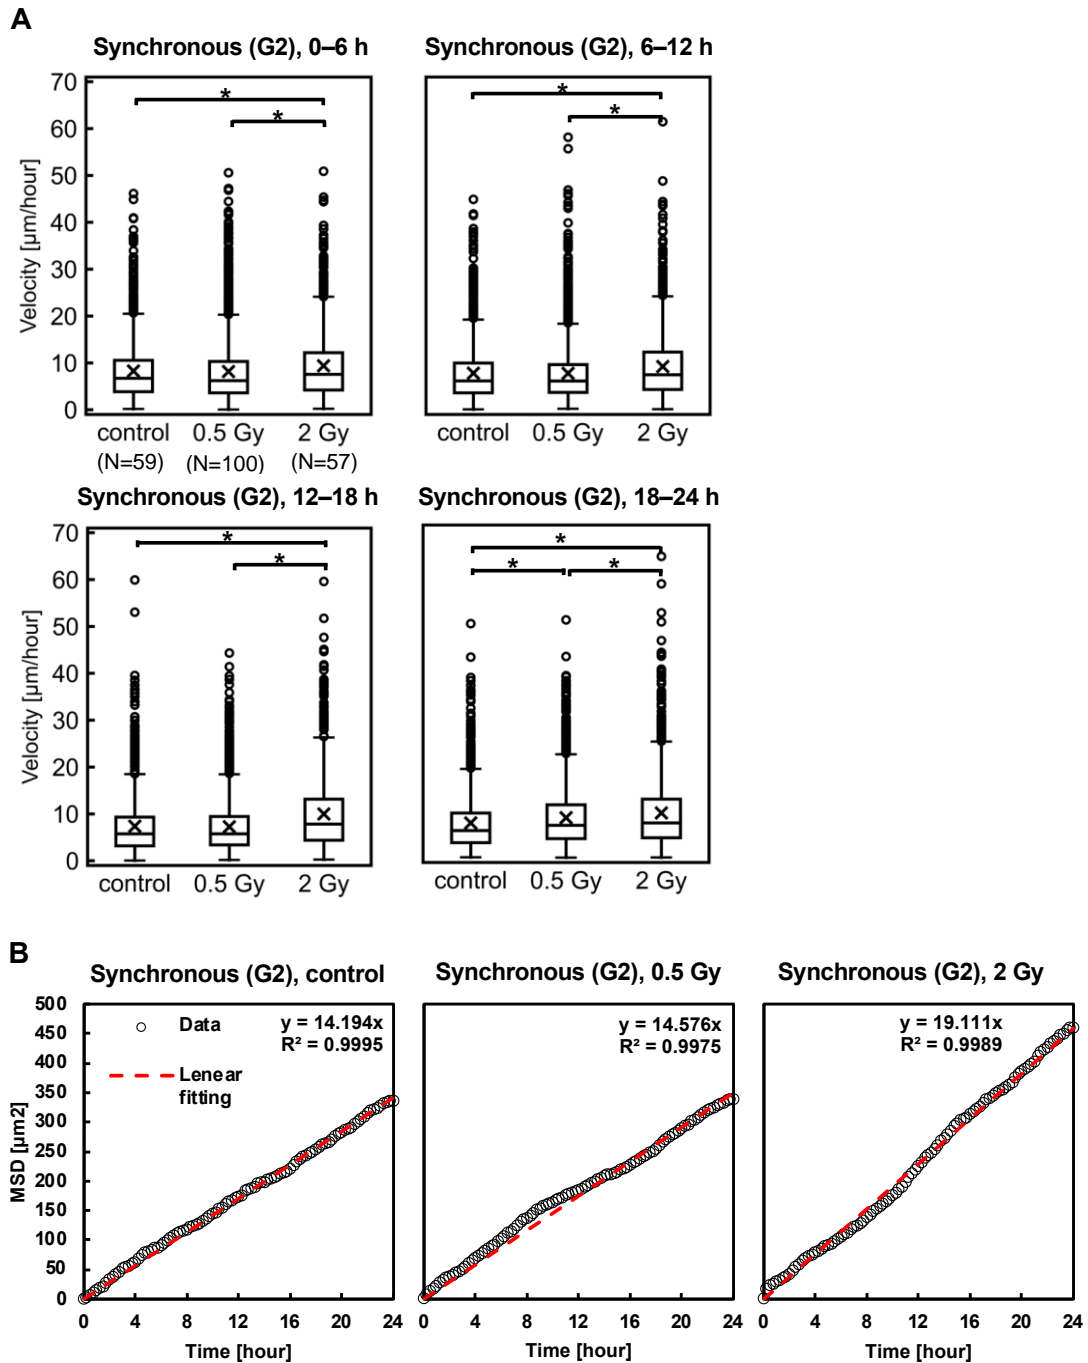 A
Synchronous (G2), 0–6 h
Synchronous (G2), 6–12 h
Velocity [µm/hour]
70
60
50
40
30
20
10
0
*
*
*
*
control
0.5 Gy
2 Gy
(N=59)
(N=100)
(N=57)
control
0.5 Gy
2 Gy
Synchronous (G2), 12–18 h
Synchronous (G2), 18–24 h
Velocity [µm/hour]
70
60
50
40
30
20
10
0
*
*
*
*
*
control
0.5 Gy
2 Gy
control
0.5 Gy
2 Gy
B
Synchronous (G2), control
Synchronous (G2), 0.5 Gy
Synchronous (G2), 2 Gy
MSD [µm2]
500
450
400
350
300
250
200
150
100
50
0
Data
Lenear
fitting
y = 14.194x
R² = 0.9995
y = 14.576x
R² = 0.9975
y = 19.111x
R² = 0.9989
0 4 8 12 16 20 24
0 4 8 12 16 20 24
0 4 8 12 16 20 24
Time [hour]
Time [hour]
Time [hour]